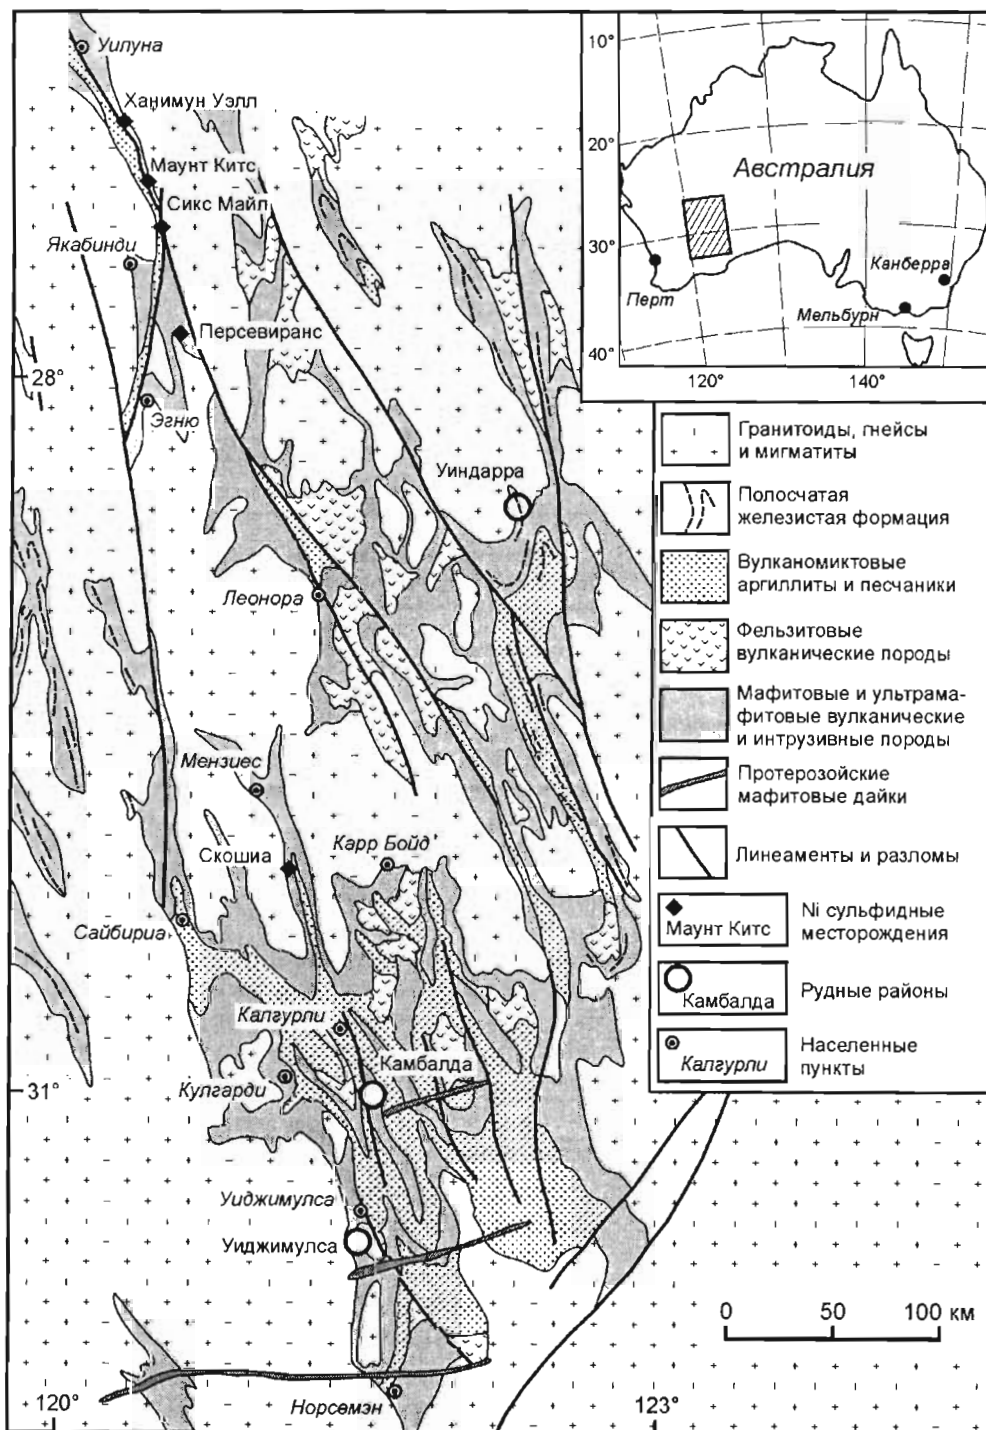 Уилуна
Ханимун Уэлл
Маунт Китс
Сикс Майл
Якабинди
Персевиранс
28°
Эгню
Уиндарра
Леонора
Мензиес
Скошиа
Карр Бойд
Сайбириа
Калгурли
Камбалда
Кулгарди
31°
Уиджимулса
Уиджимулса
Норсемэн
120°
123°
0 50 100 км
10°
20°
30°
40°
Австралия
Перт
Канберра
Мельбурн
120°
140°
Гранитоиды, гнейсы
и мигматиты
Полосчатая
железистая формация
Вулканомиктовые
аргиллиты и песчаники
Фельзитовые
вулканические породы
Мафитовые и ультрама-
фитовые вулканические
и интрузивные породы
Протерозойские
мафитовые дайки
Линеаменты и разломы
Маунт Китс
Ni сульфидные
месторождения
Камбалда
Рудные районы
Калгурли
Населенные
пункты